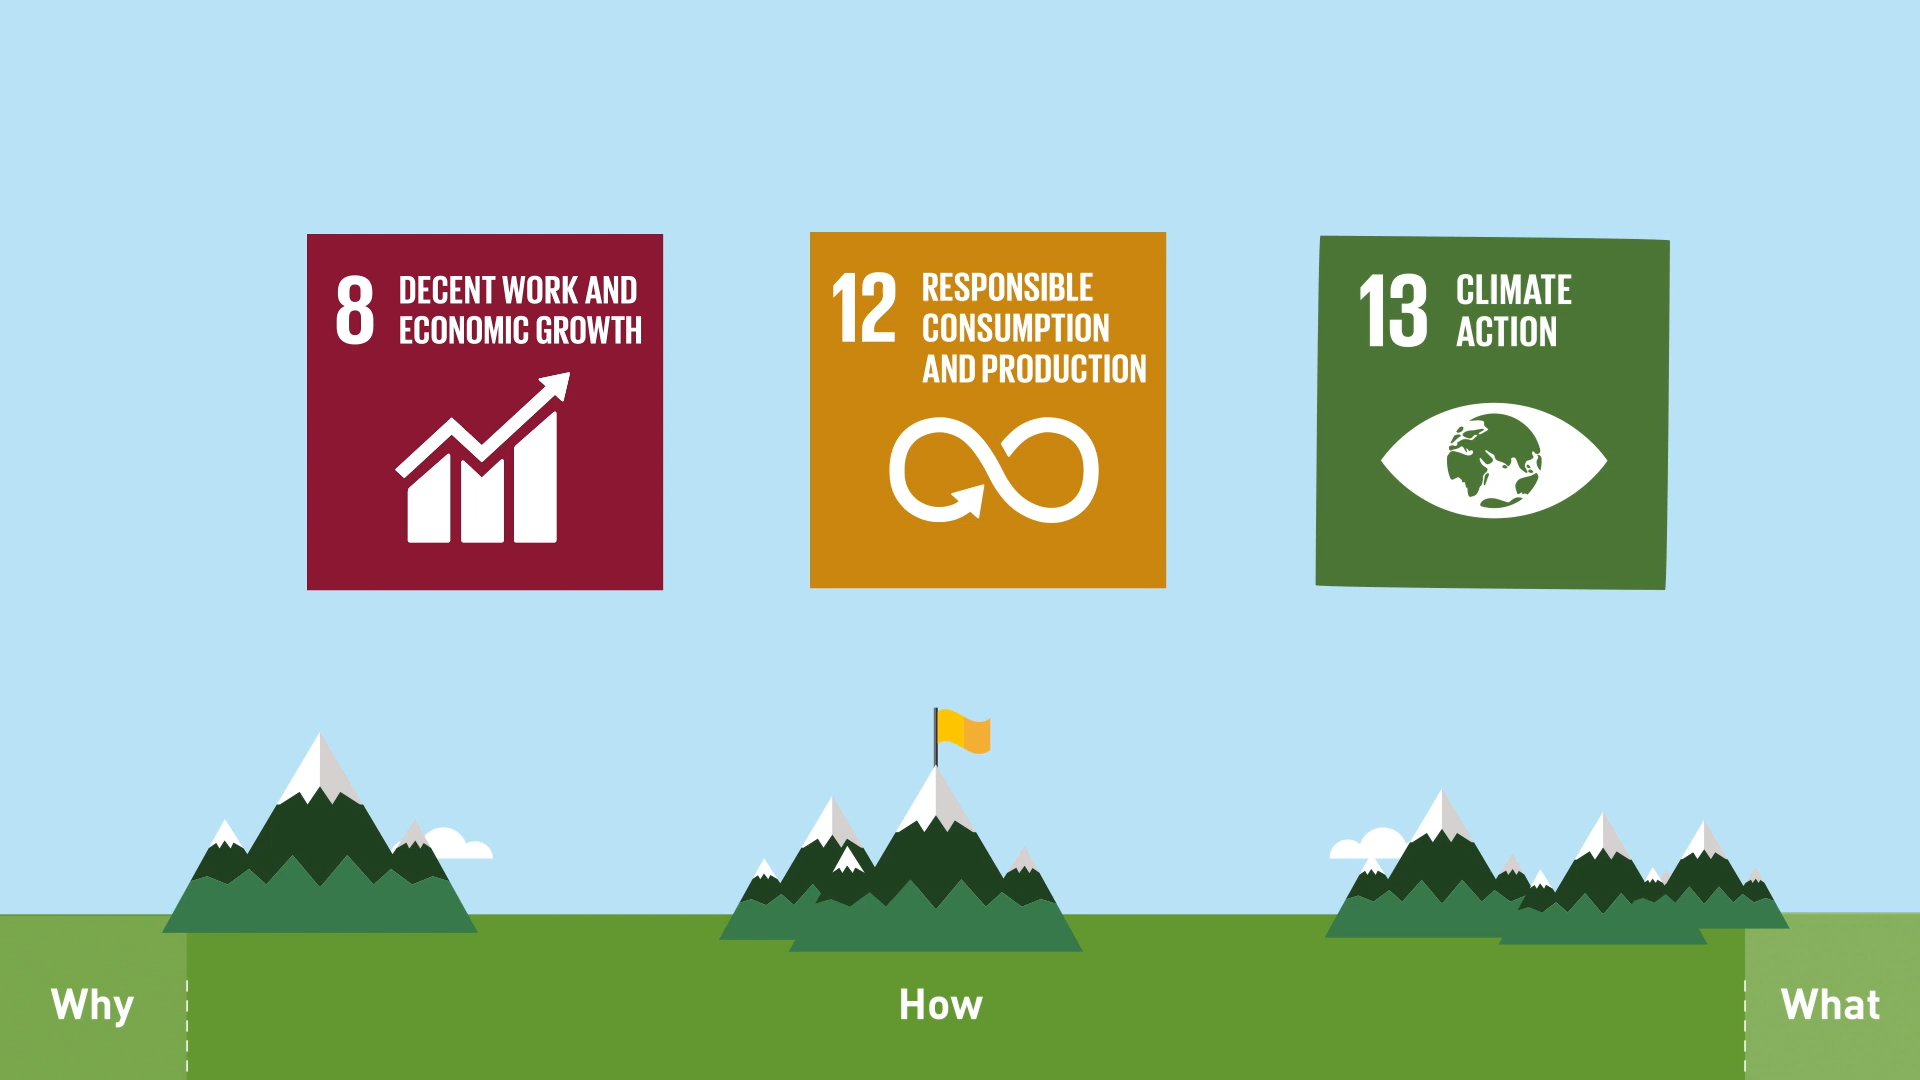 8
DECENT WORK AND
ECONOMIC GROWTH
12
RESPONSIBLE
CONSUMPTION
AND PRODUCTION
13
CLIMATE
ACTION
Why
How
What